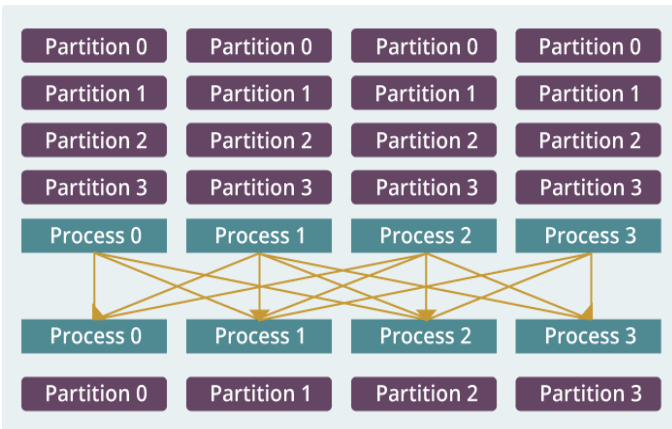 Partition 0 Partition 0 Partition 0 Partition 0
Partition 1 Partition 1 Partition 1 Partition 1
Partition 2 Partition 2 Partition 2 Partition 2
Partition 3 Partition 3 Partition 3 Partition 3
Process 0 Process 1 Process 2 Process 3
Process 0 Process 1 Process 2 Process 3
Partition 0 Partition 1 Partition 2 Partition 3